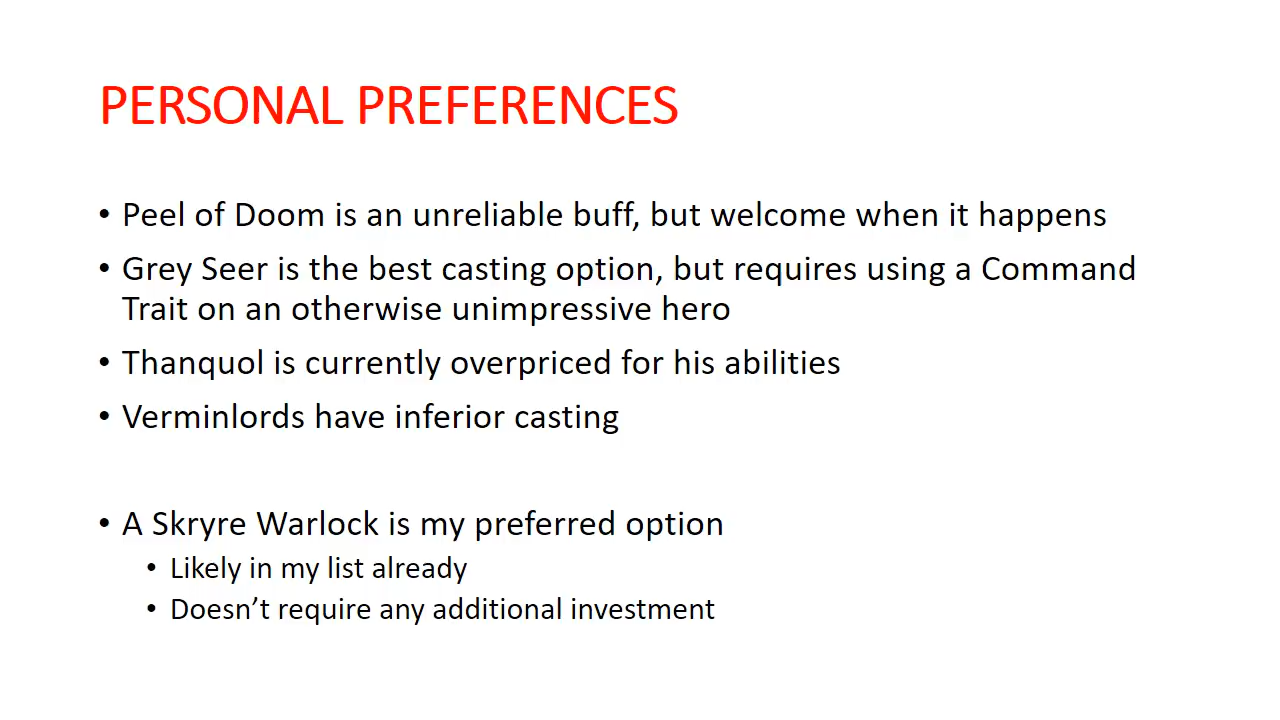 PERSONAL PREFERENCES
• Peel of Doom is an unreliable buff, but welcome when it happens
• Grey Seer is the best casting option, but requires using a Command
Trait on an otherwise unimpressive hero
• Thanquol is currently overpriced for his abilities
• Verminlords have inferior casting
• A Skryre Warlock is my preferred option
• Likely in my list already
• Doesn’t require any additional investment